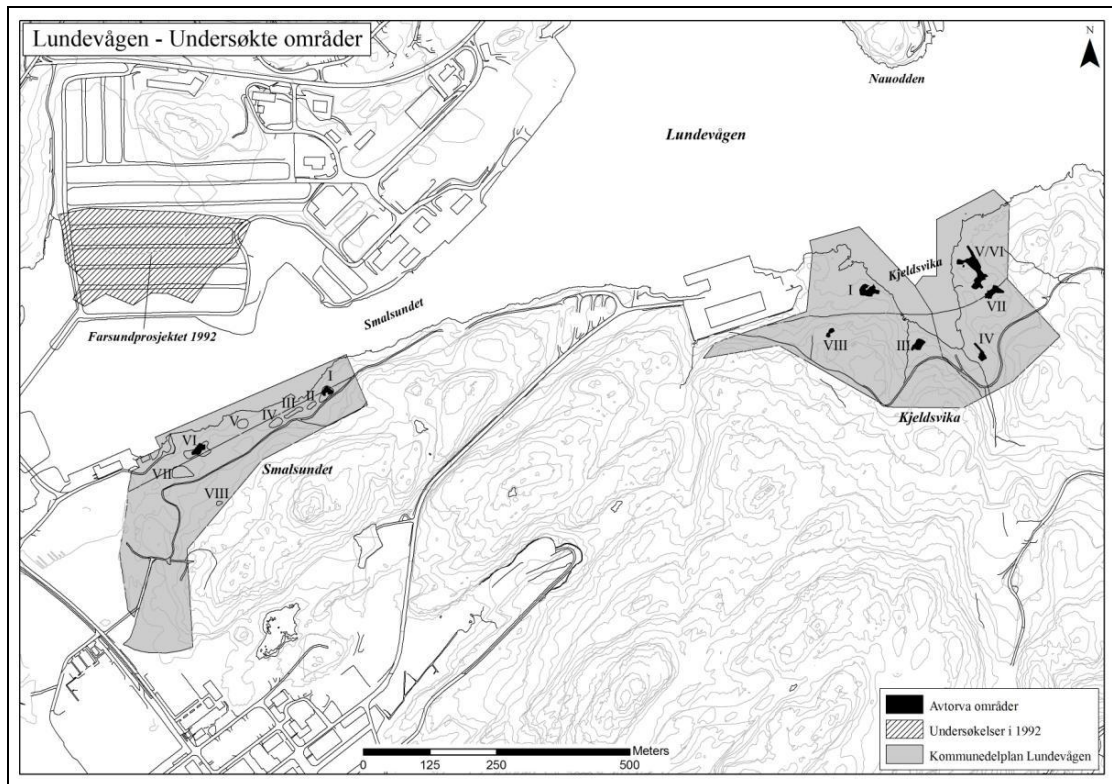 Lundevågen - Undersøkte områder
N
Nauodden
Lundevågen
V/VI
Kjeldsvika
I
VII
Smalsundet
Farsundprosjektet 1992
VIII
III
IV
Kjeldsvika
I
II
III
IV
V
VI
Smalsundet
VII
VIII
Avtorva områder
Undersøkelser i 1992
Kommunedelplan Lundevågen
Meters
0 125 250 500